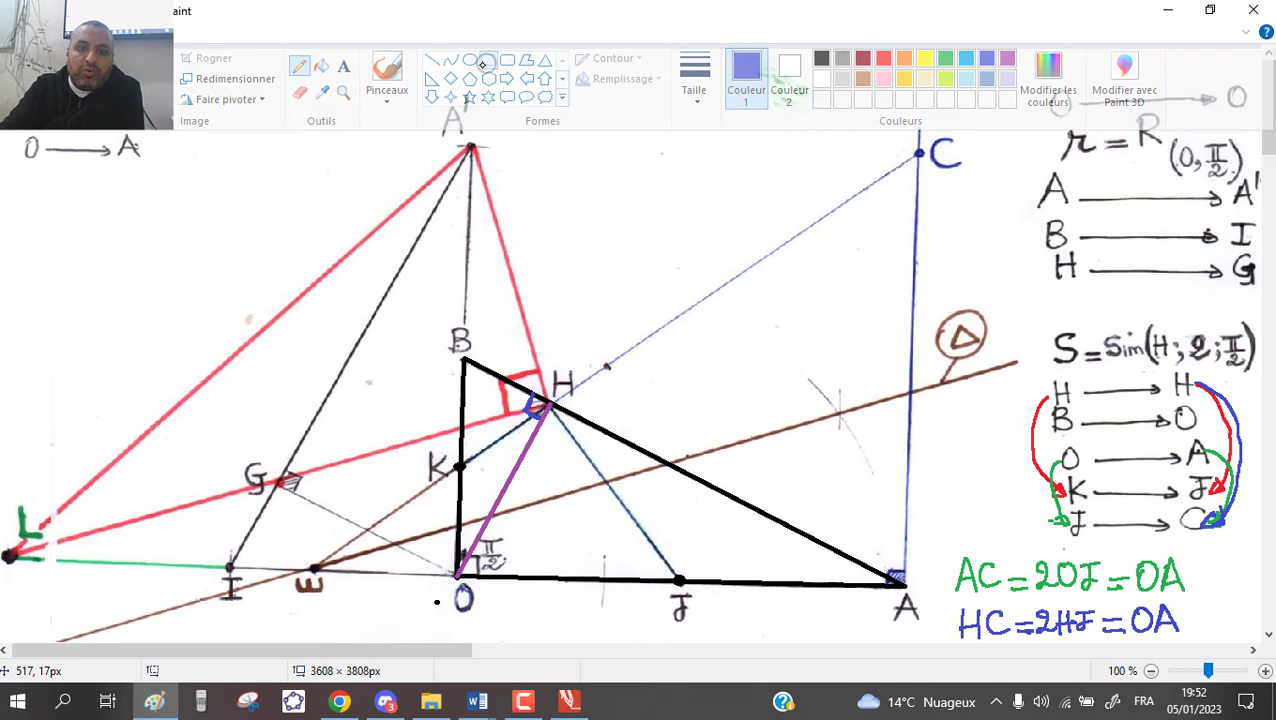 aint
Rogner
Redimensionner
Faire pivoter
Image
Outils
Pinceaux
Formes
Contour
Remplissage
Taille
Couleur 1
Couleur 2
Couleurs
Modifier les couleurs
Modifier avec Paint 3D
O → A
A'
C
O → O
r = R (O, π/2)
A → A'
B → I
H → G
B
H
Δ
S = Sim(H; 2; π/2)
H → H
B → O
O → A
K → J
J → C
K
G
L
I
E
π/2
O
J
A
AC = 2OJ = OA
HC = 2HJ = OA
517, 17px
3608 × 3808px
100 %
14°C Nuageux
FRA
19:52
05/01/2023